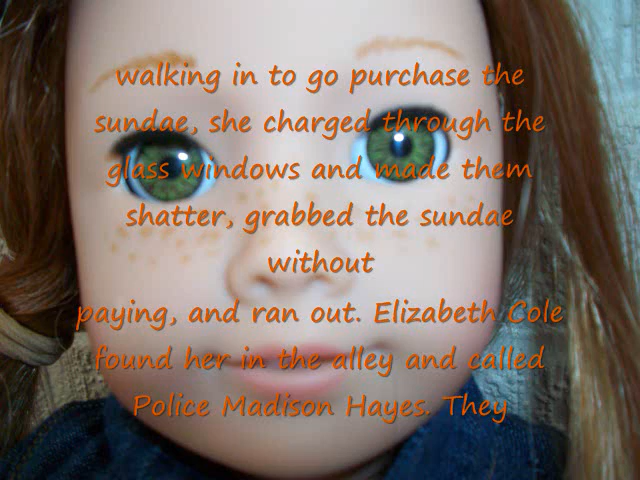 walking in to go purchase the
sundae, she charged through the
glass windows and made them
shatter, grabbed the sundae
without
paying, and ran out. Elizabeth Cole
found her in the alley and called
Police Madison Hayes. They